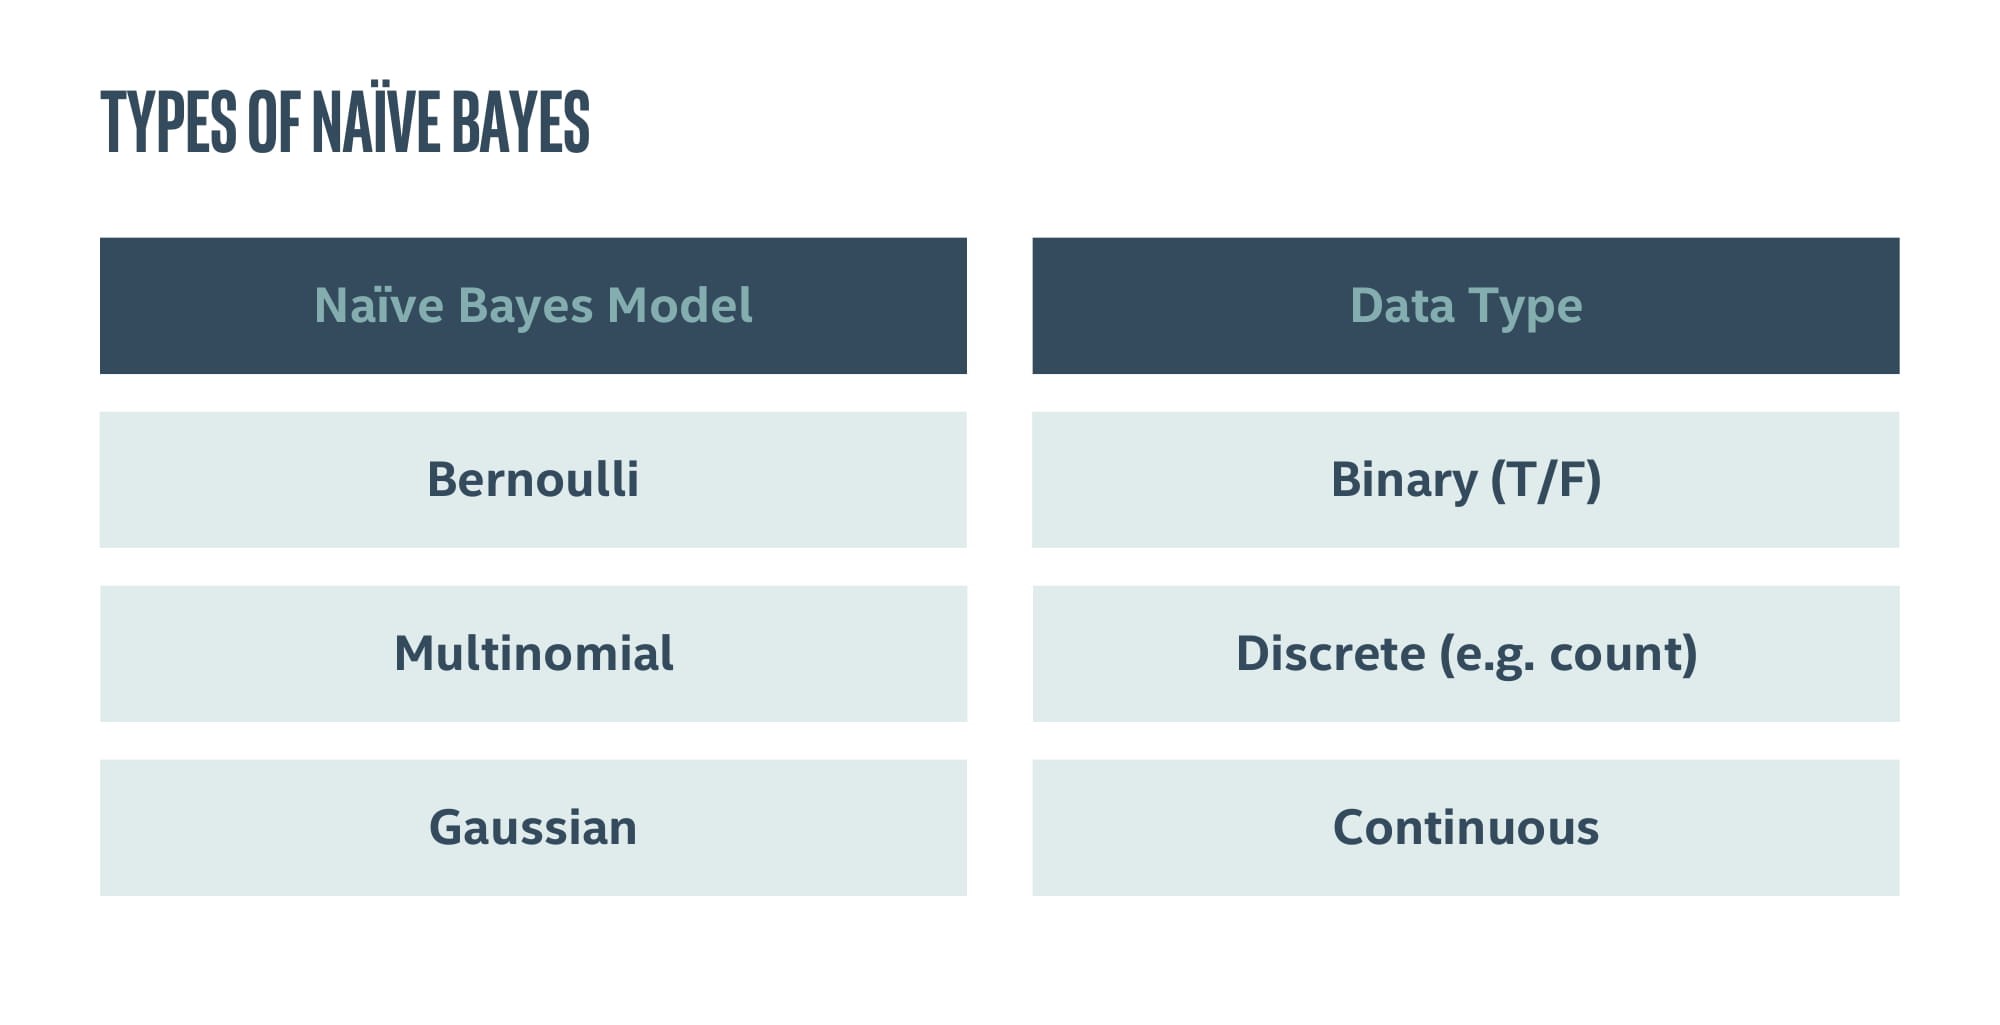 TYPES OF NAÏVE BAYES
Naïve Bayes Model
Data Type
Bernoulli
Binary (T/F)
Multinomial
Discrete (e.g. count)
Gaussian
Continuous